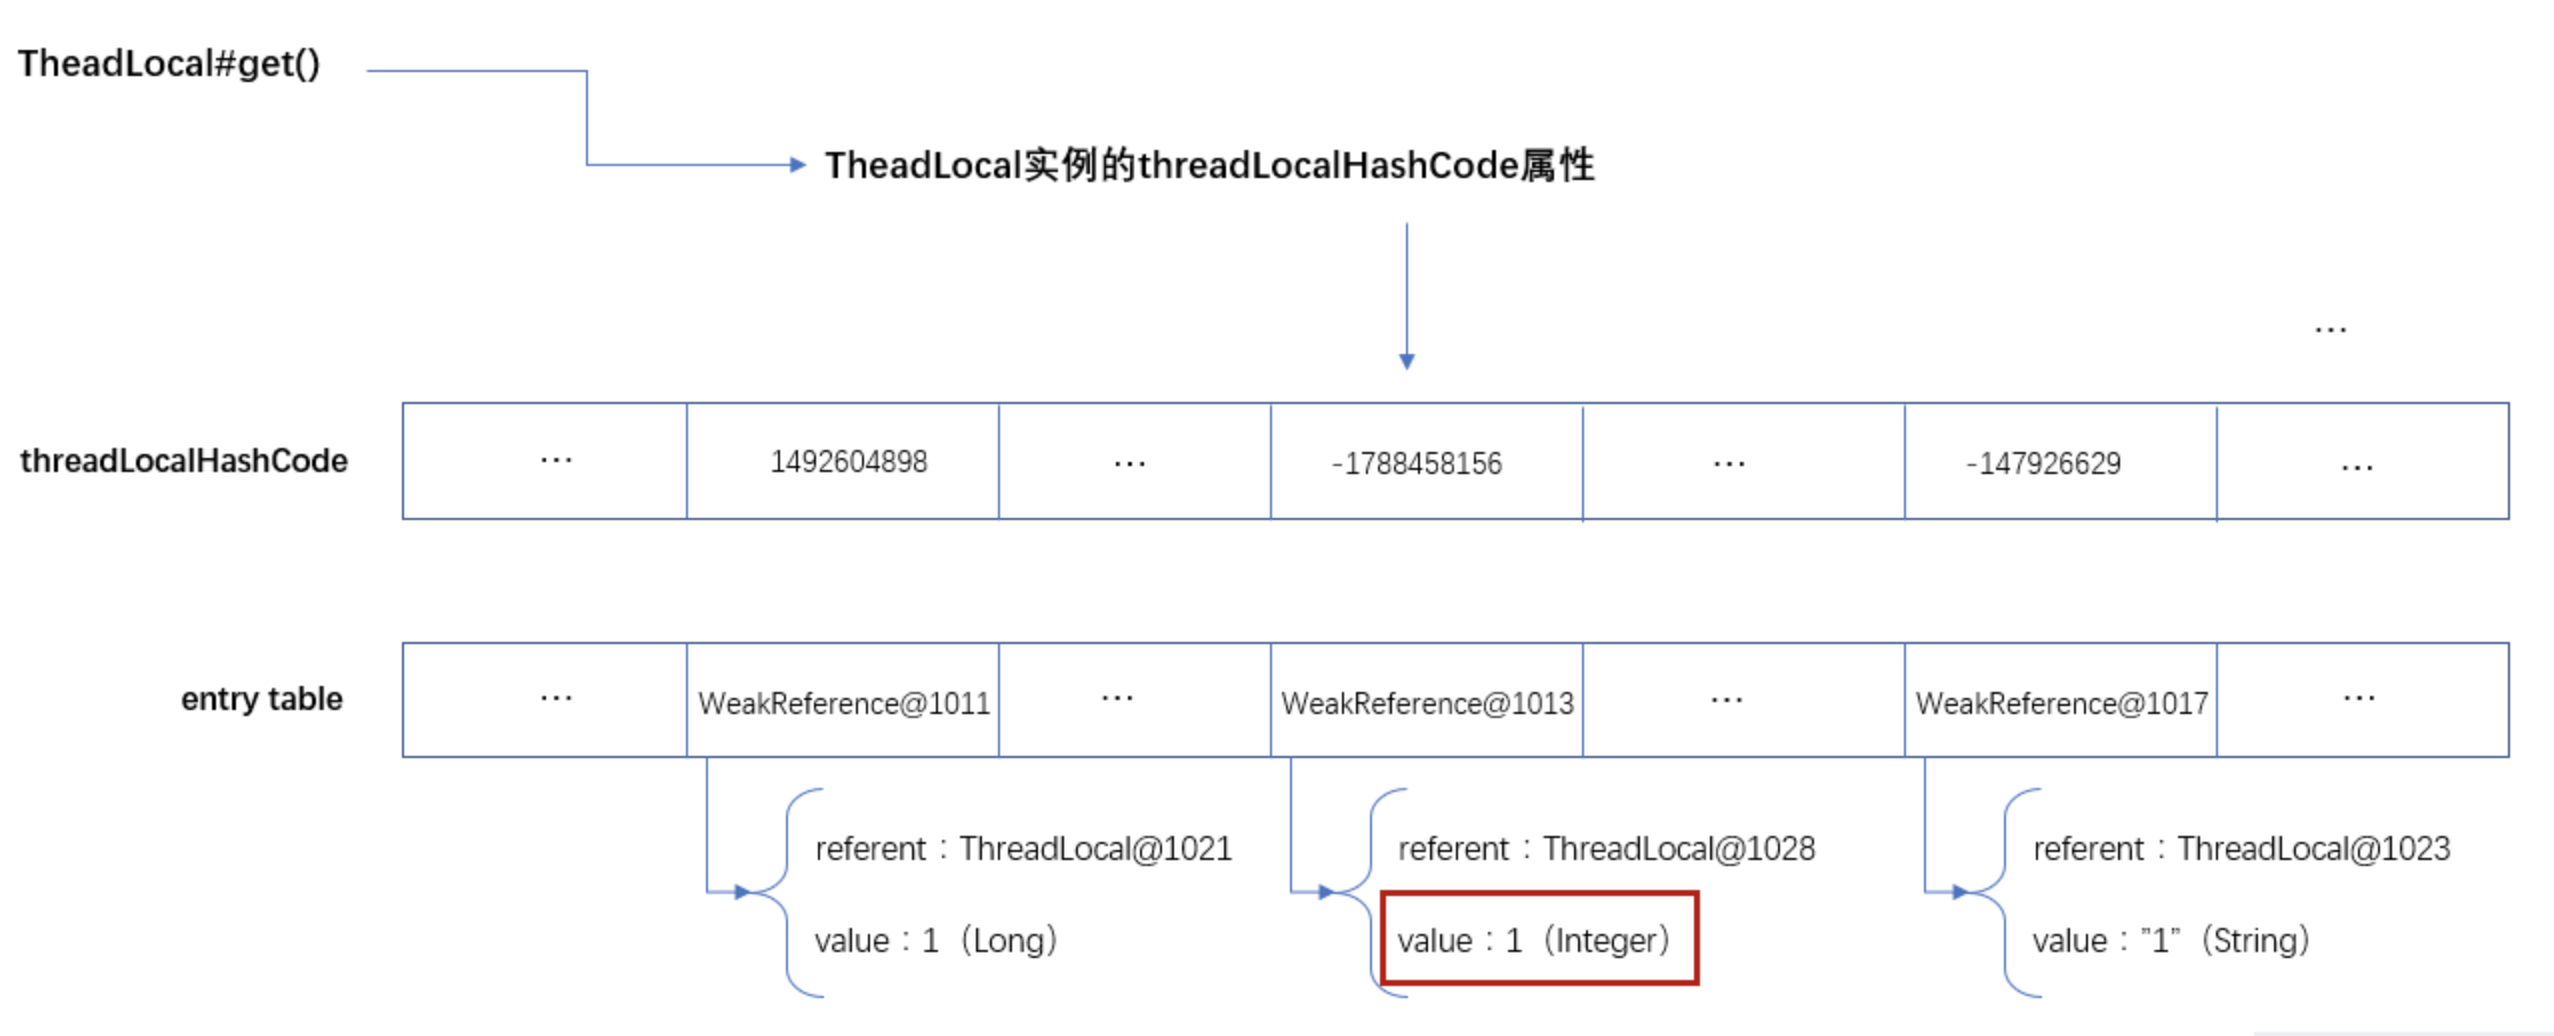 TheadLocal#get()
TheadLocal实例的threadLocalHashCode属性
...
threadLocalHashCode ... 1492604898 ... -1788458156 ... -147926629 ...
entry table ... WeakReference@1011 ... WeakReference@1013 ... WeakReference@1017 ...
referent：ThreadLocal@1021 referent：ThreadLocal@1028 referent：ThreadLocal@1023
value：1（Long） value：1（Integer） value：”1”（String）